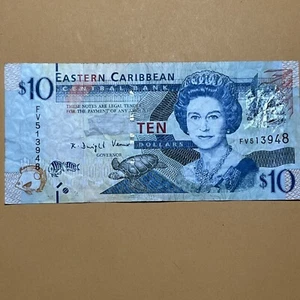 $10
EASTERN CARIBBEAN
CENTRAL BANK
THESE NOTES ARE LEGAL TENDER
FOR THE PAYMENT OF ANY
TEN
DOLLARS
GOVERNOR
FV513948
FV513948
$10